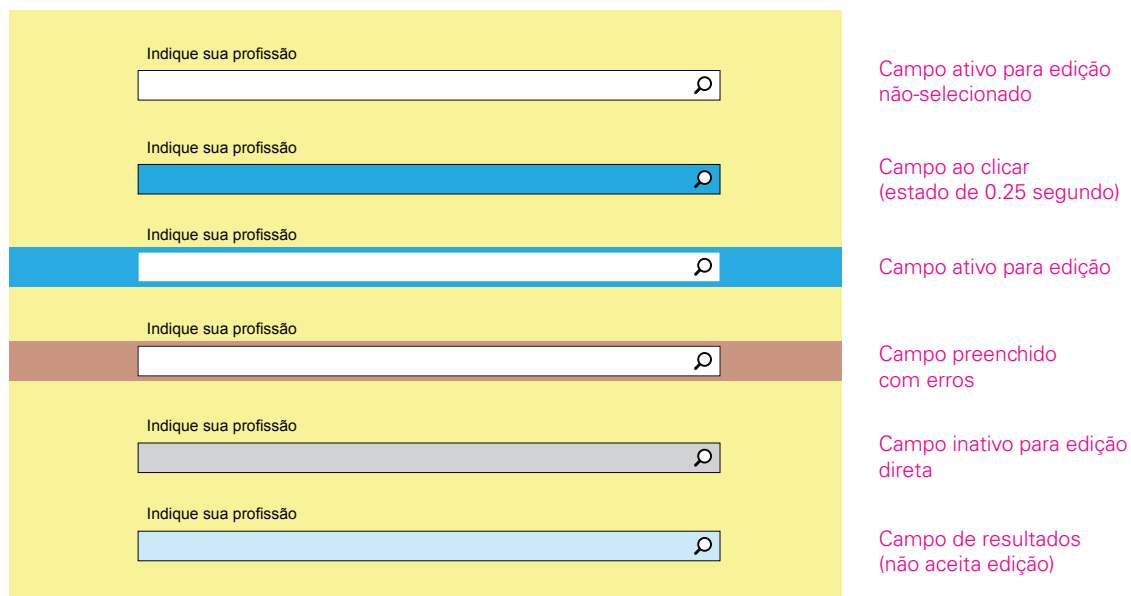 Indique sua profissão
Campo ativo para edição
não-selecionado
Indique sua profissão
Campo ao clicar
(estado de 0.25 segundo)
Indique sua profissão
Campo ativo para edição
Indique sua profissão
Campo preenchido
com erros
Indique sua profissão
Campo inativo para edição
direta
Indique sua profissão
Campo de resultados
(não aceita edição)